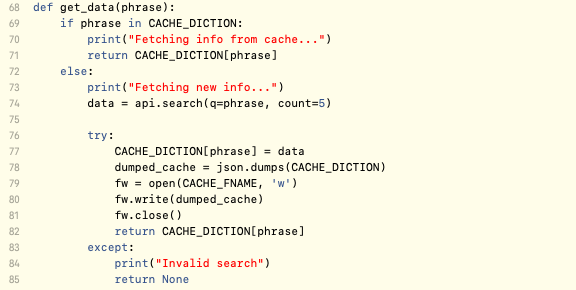 68 def get_data(phrase):
69     if phrase in CACHE_DICTION:
70         print("Fetching info from cache...")
71         return CACHE_DICTION[phrase]
72     else:
73         print("Fetching new info...")
74         data = api.search(q=phrase, count=5)
75
76         try:
77             CACHE_DICTION[phrase] = data
78             dumped_cache = json.dumps(CACHE_DICTION)
79             fw = open(CACHE_FNAME, 'w')
80             fw.write(dumped_cache)
81             fw.close()
82             return CACHE_DICTION[phrase]
83         except:
84             print("Invalid search")
85             return None